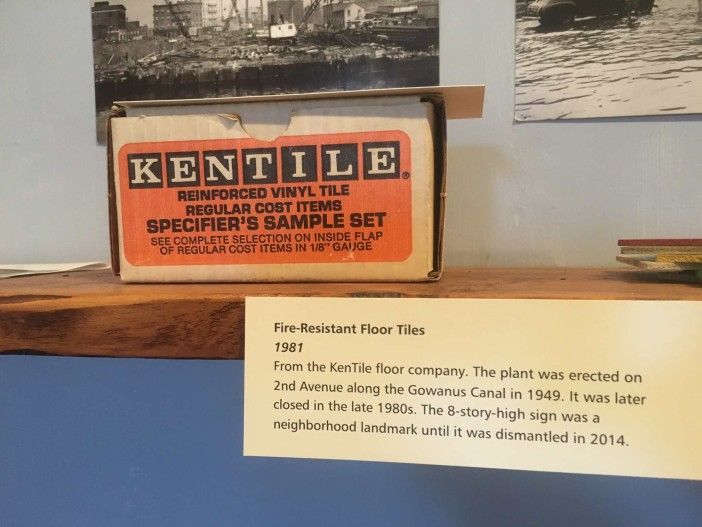 KENTILE®
REINFORCED VINYL TILE
REGULAR COST ITEMS
SPECIFIER'S SAMPLE SET
SEE COMPLETE SELECTION ON INSIDE FLAP
OF REGULAR COST ITEMS IN 1/8" GAUGE
Fire-Resistant Floor Tiles
1981
From the KenTile floor company. The plant was erected on
2nd Avenue along the Gowanus Canal in 1949. It was later
closed in the late 1980s. The 8-story-high sign was a
neighborhood landmark until it was dismantled in 2014.